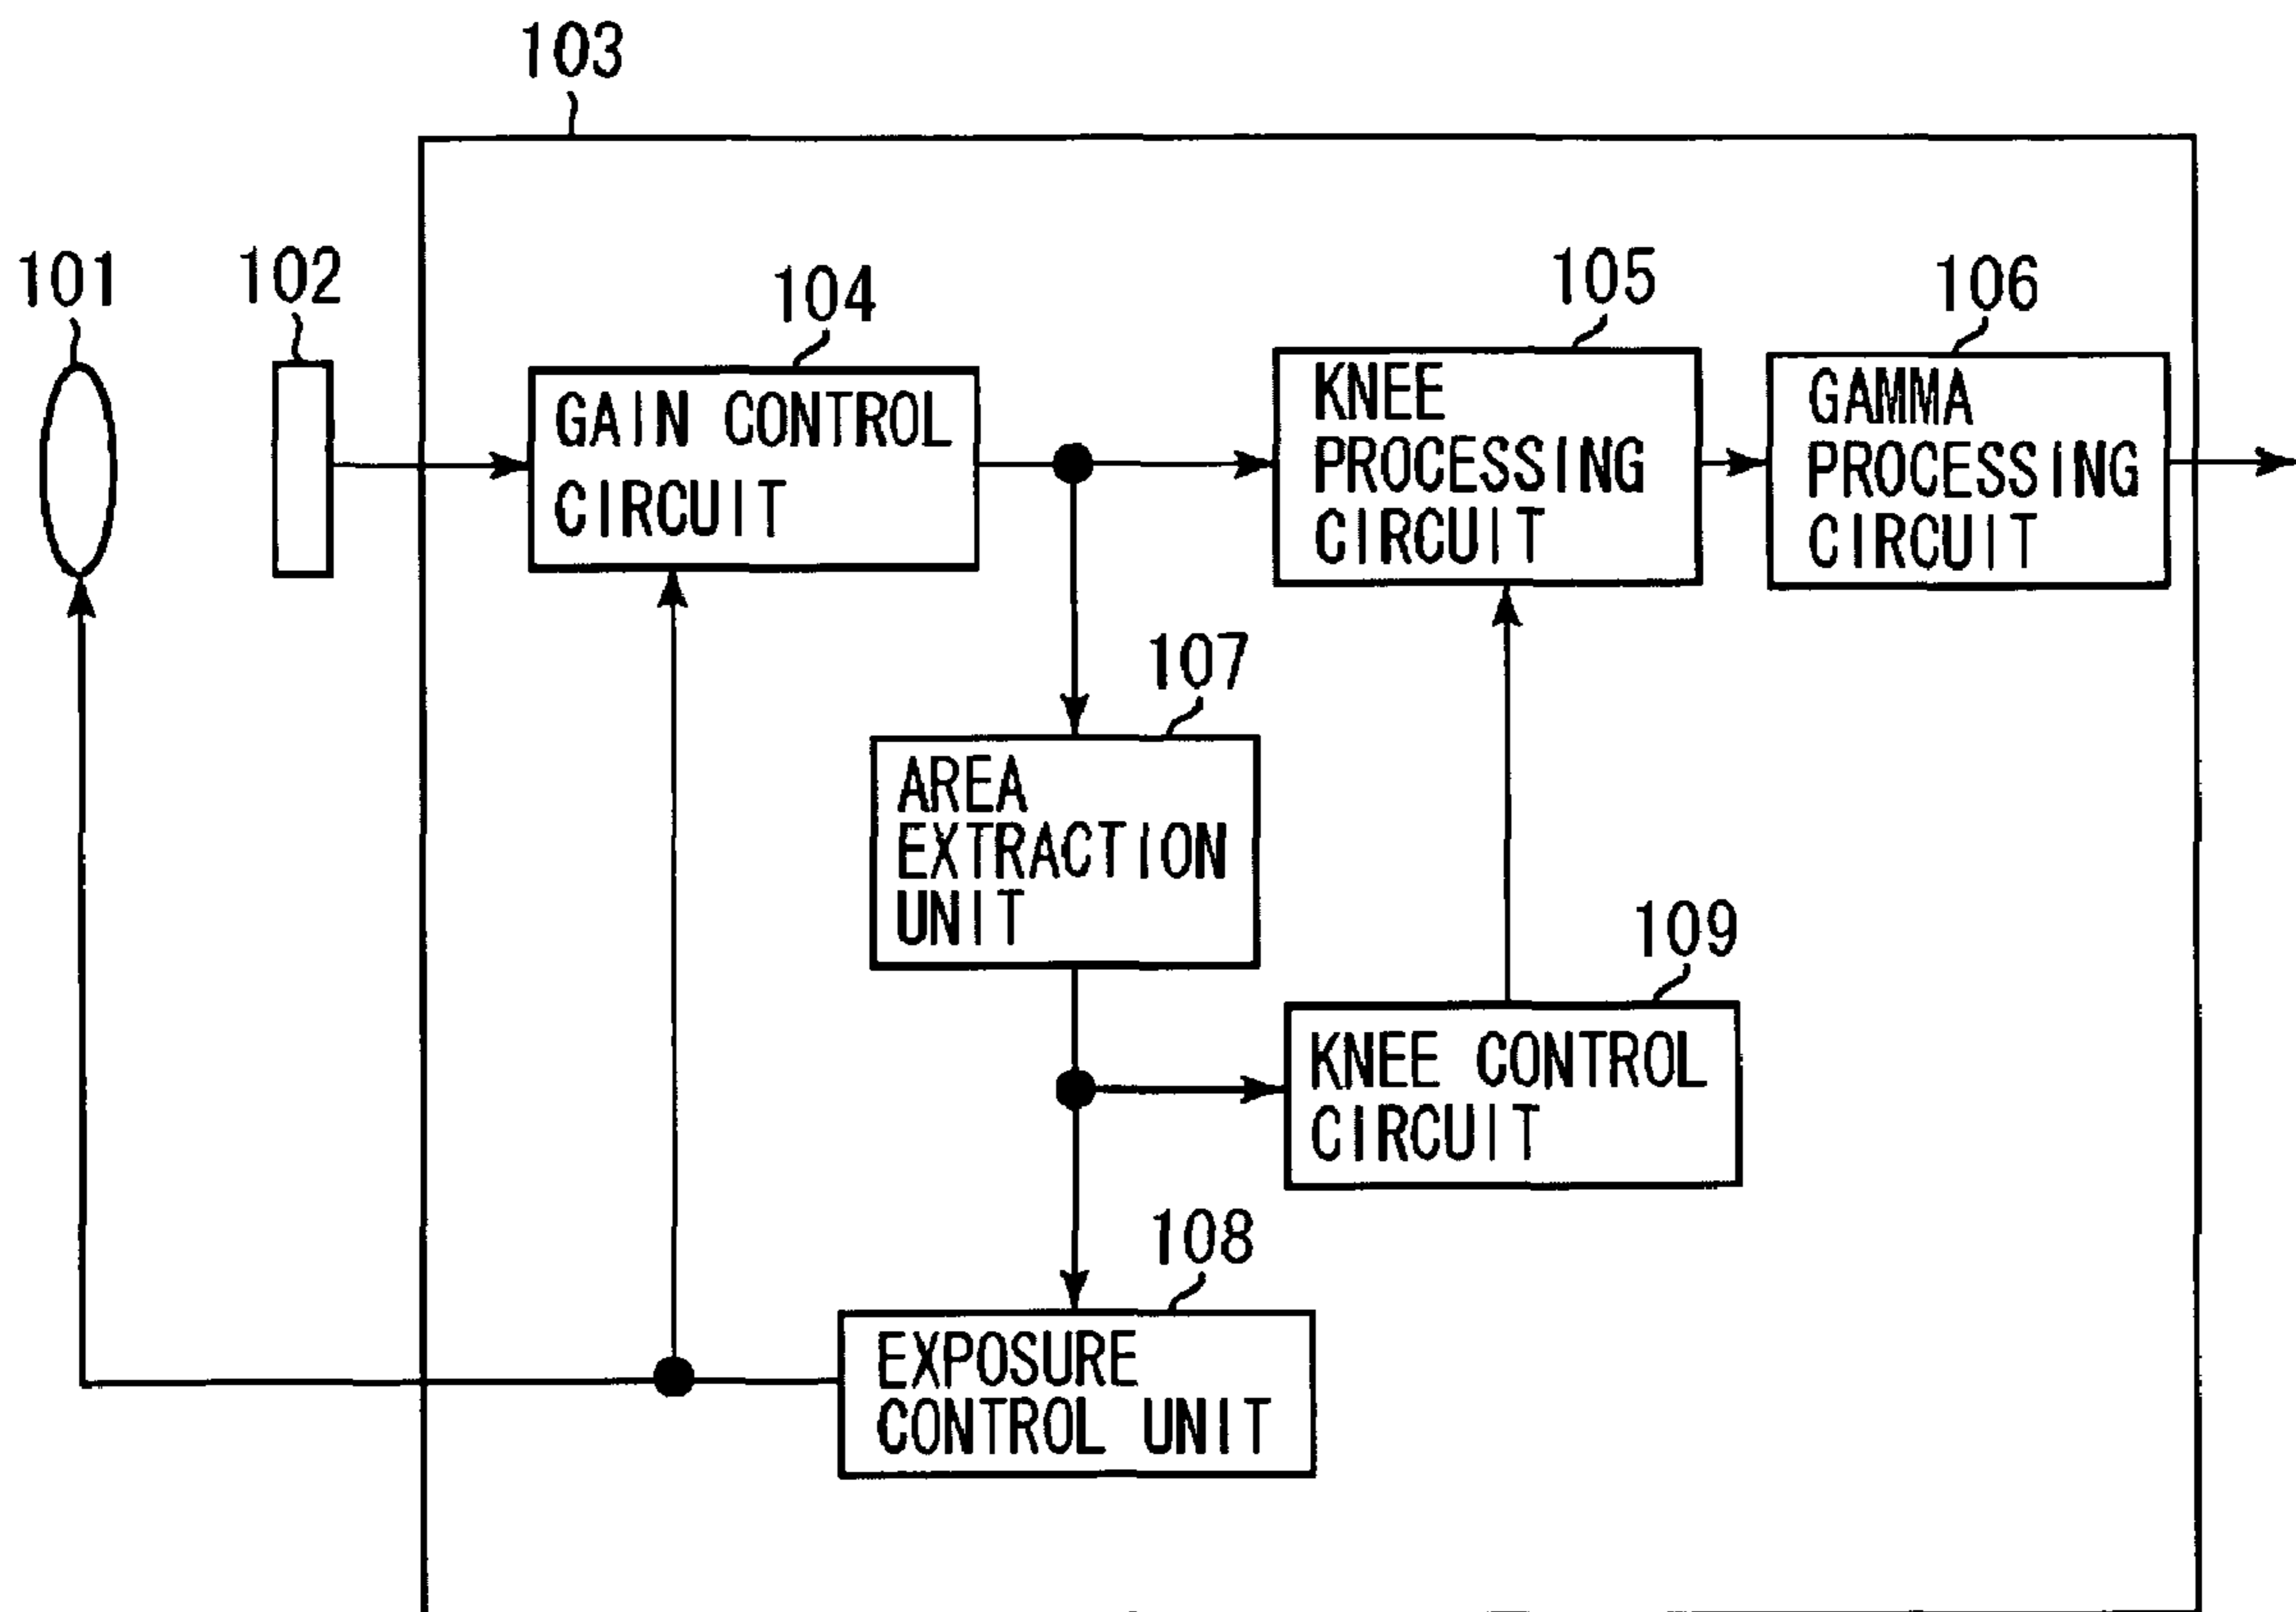 103
101
102
104
105
106
GAIN CONTROL
CIRCUIT
KNEE
PROCESSING
CIRCUIT
GAMMA
PROCESSING
CIRCUIT
107
AREA
EXTRACTION
UNIT
109
KNEE CONTROL
CIRCUIT
108
EXPOSURE
CONTROL UNIT